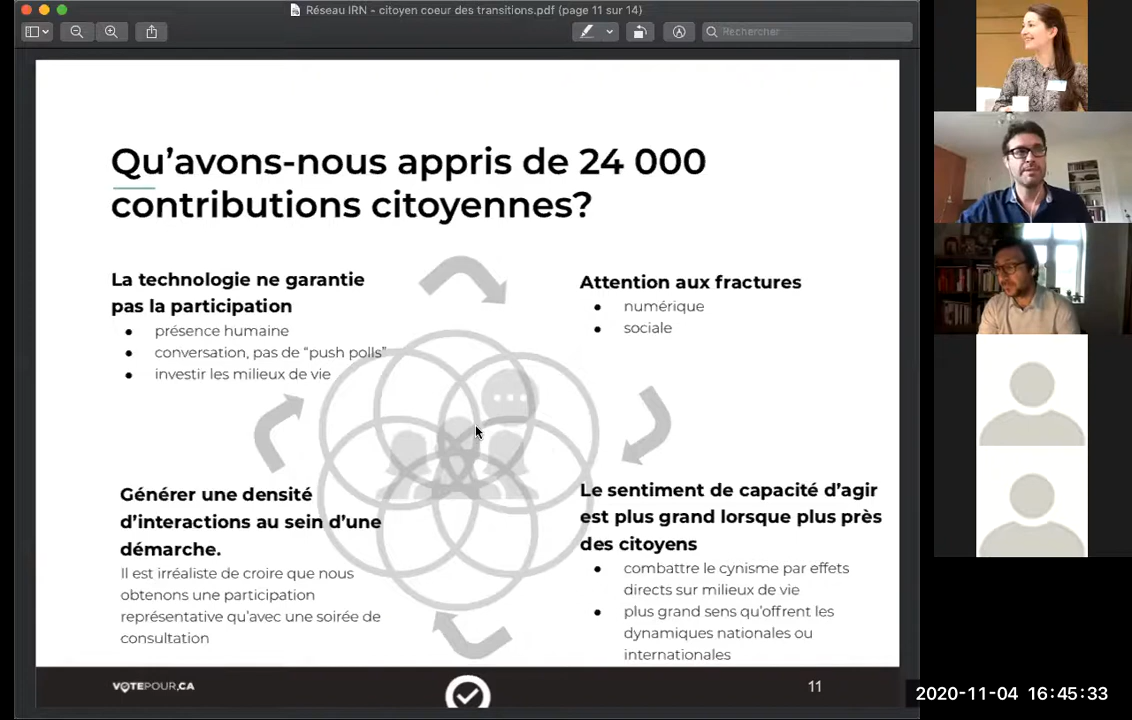 Réseau IRN - citoyen coeur des transitions.pdf (page 11 sur 14)
Rechercher
Qu'avons-nous appris de 24 000
contributions citoyennes?
La technologie ne garantie
pas la participation
● présence humaine
● conversation, pas de "push polls"
● investir les milieux de vie
Attention aux fractures
● numérique
● sociale
Générer une densité
d'interactions au sein d'une
démarche.
Il est irréaliste de croire que nous
obtenons une participation
représentative qu'avec une soirée de
consultation
Le sentiment de capacité d'agir
est plus grand lorsque plus près
des citoyens
● combattre le cynisme par effets
directs sur milieux de vie
● plus grand sens qu'offrent les
dynamiques nationales ou
internationales
VOTEPOUR.CA
11
2020-11-04 16:45:33